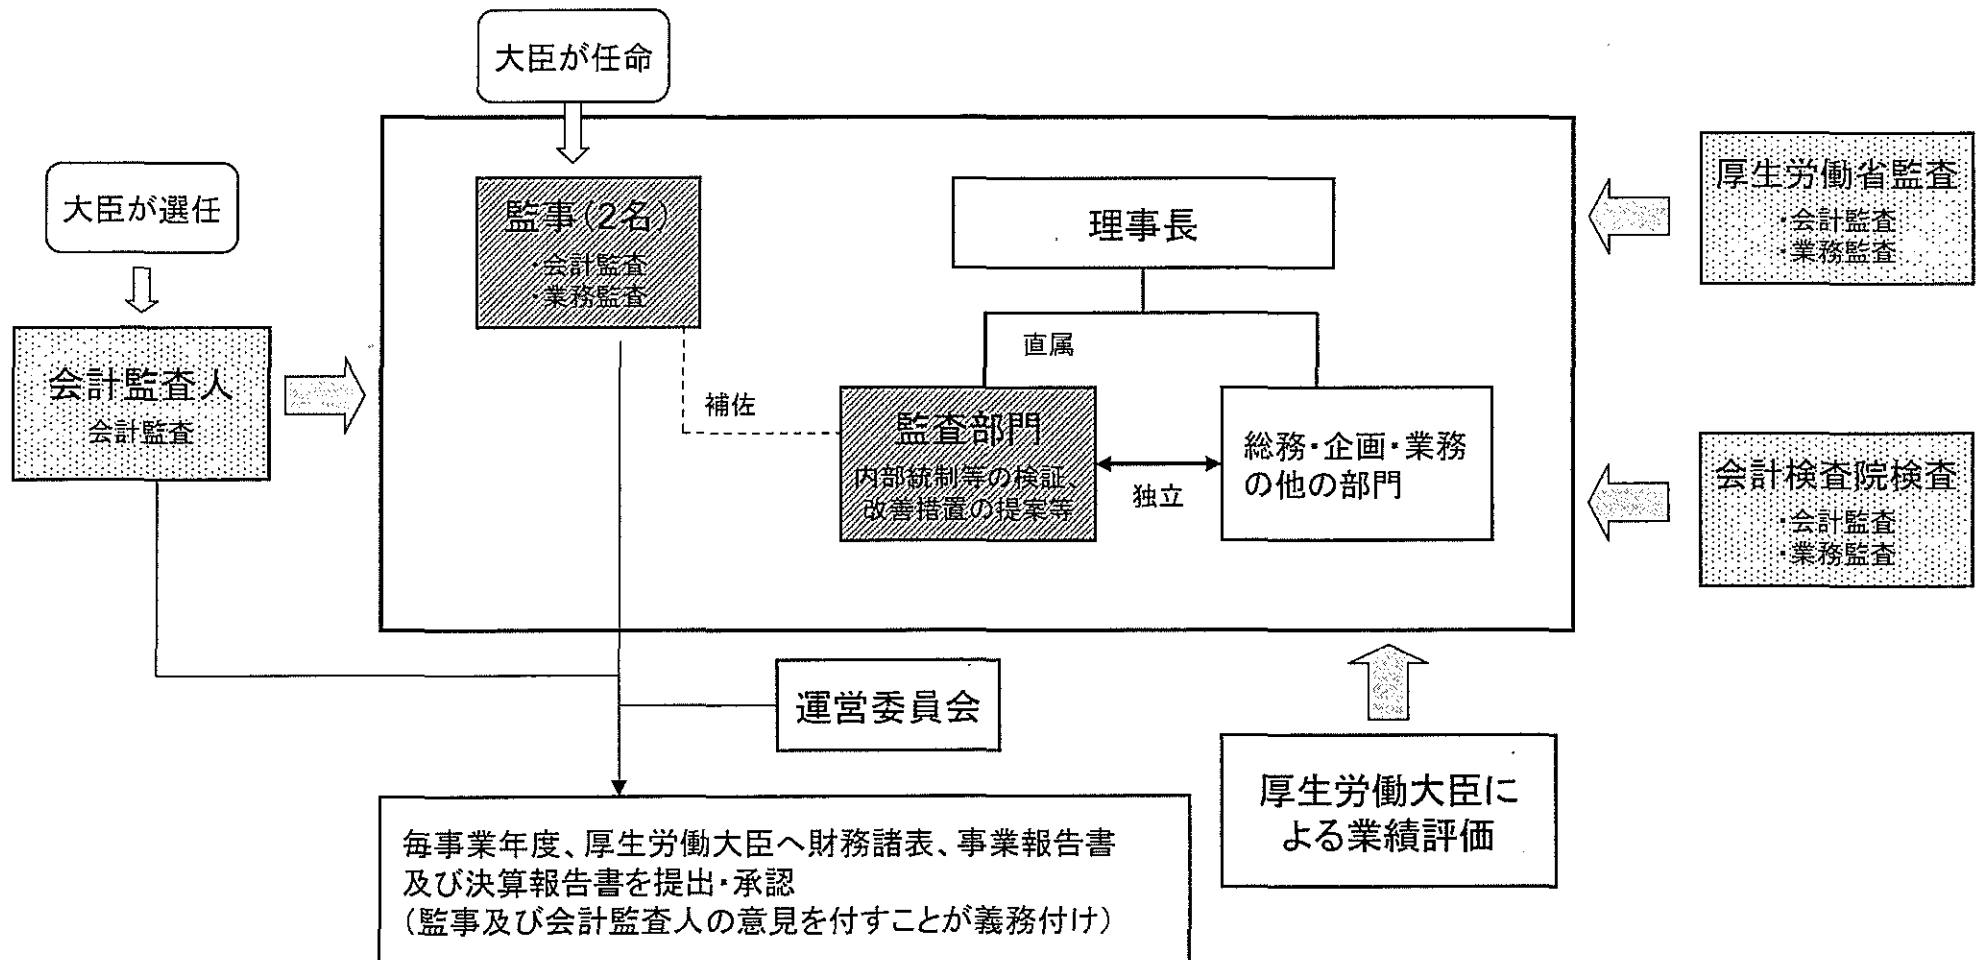 大臣が任命
大臣が選任
監事(2名)
・会計監査
・業務監査
理事長
厚生労働省監査
・会計監査
・業務監査
会計監査人
会計監査
直属
補佐
監査部門
内部統制等の検証、
改善措置の提案等
独立
総務・企画・業務
の他の部門
会計検査院検査
・会計監査
・業務監査
運営委員会
厚生労働大臣に
よる業績評価
毎事業年度、厚生労働大臣へ財務諸表、事業報告書
及び決算報告書を提出・承認
(監事及び会計監査人の意見を付すことが義務付け)